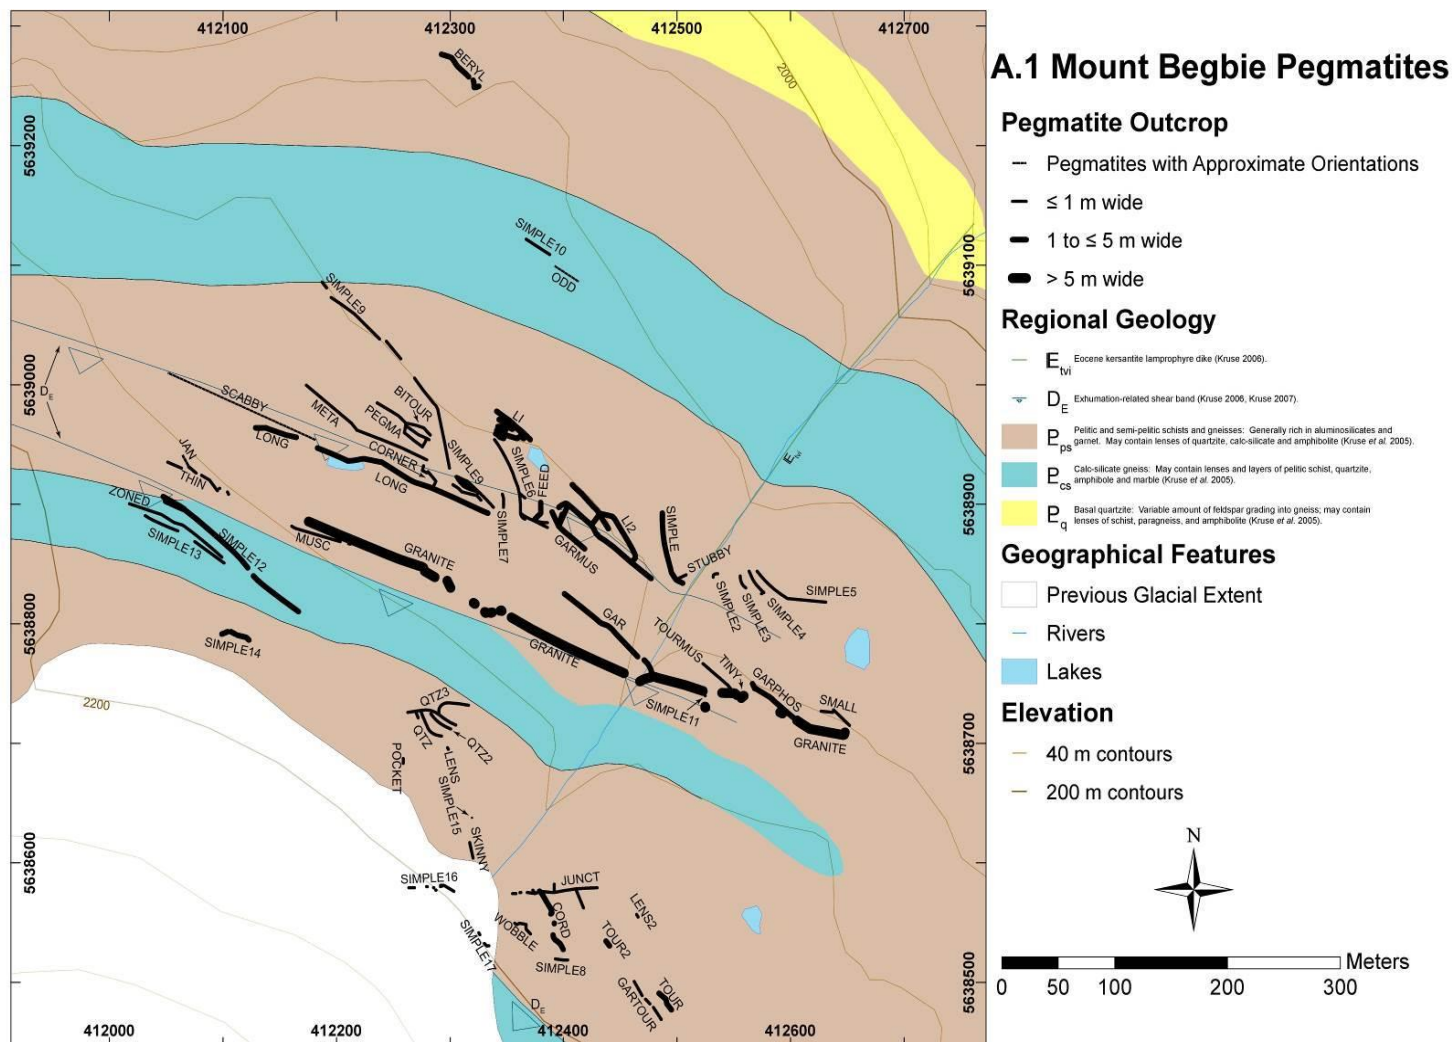 412100
412300
412500
412700
2000
BERYL
5639200
SIMPLE10
ODD
5639100
SIMPLE9
5639000
D E
SCABBY
META
BITOUR
PEGMA
LI
LONG
CORNER
SIMPLE9
SIMPLE6
FEED
E tvi
JAN
THIN
LONG
SIMPLE7
GARMUS
LI2
SIMPLE
STUBBY
5638900
ZONED
SIMPLE13
SIMPLE12
MUSC
GRANITE
SIMPLE2
SIMPLE3
SIMPLE4
SIMPLE5
5638800
SIMPLE14
GAR
GRANITE
TOURMUS
TINY
GARPHOS
SMALL
SIMPLE11
GRANITE
2200
QTZ3
QTZ
QTZ2
POCKET
LENS
SIMPLE15
SKINNY
5638700
5638600
SIMPLE16
JUNCT
CORD
WOBBLE
SIMPLE17
SIMPLE8
LENS2
TOUR2
TOUR
GARTOUR
5638500
D E
412000
412200
412400
412600
A.1 Mount Begbie Pegmatites
Pegmatite Outcrop
Pegmatites with Approximate Orientations
≤ 1 m wide
1 to ≤ 5 m wide
> 5 m wide
Regional Geology
E tvi Eocene kersantite lamprophyre dike (Kruse 2006).
D E Exhumation-related shear band (Kruse 2006, Kruse 2007).
P ps Pelitic and semi-pelitic schists and gneisses: Generally rich in aluminosilicates and
garnet. May contain lenses of quartzite, calc-silicate and amphibolite (Kruse et al. 2005).
P cs Calc-silicate gneiss: May contain lenses and layers of pelitic schist, quartzite,
amphibole and marble (Kruse et al. 2005).
P q Basal quartzite: Variable amount of feldspar grading into gneiss; may contain
lenses of schist, paragneiss, and amphibolite (Kruse et al. 2005).
Geographical Features
Previous Glacial Extent
Rivers
Lakes
Elevation
40 m contours
200 m contours
N
Meters
0 50 100 200 300